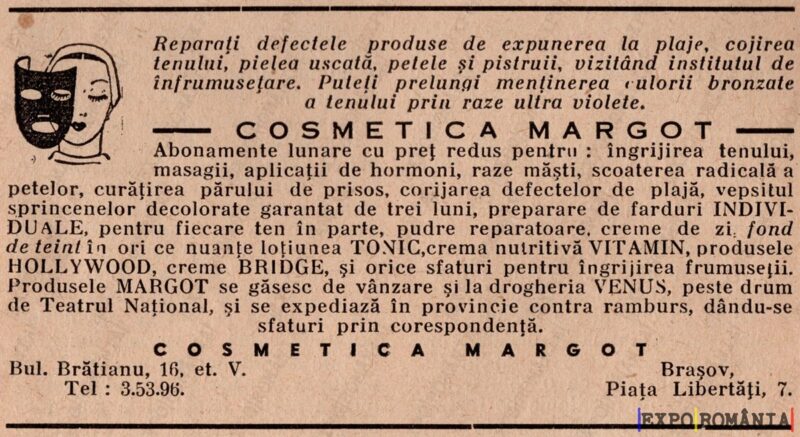 Reparați defectele produse de expunerea la plaje, cojirea
tenului, pielea uscată, petele și pistruii, vizitând institutul de
înfrumusețare. Puteți prelungi menținerea culorii bronzate
a tenului prin raze ultra violete.
COSMETICA MARGOT
Abonamente lunare cu preț redus pentru : îngrijirea tenului,
masagii, aplicații de hormoni, raze măști, scoaterea radicală a
petelor, curățirea părului de prisos, corijarea defectelor de plajă, vepsitul
sprincenelor decolorate garantat de trei luni, preparare de farduri INDIVI-
DUALE, pentru fiecare ten în parte, pudre reparatoare, creme de zi, fond
de teint în ori ce nuanțe loțiunea TONIC, crema nutritivă VITAMIN, produsele
HOLLYWOOD, creme BRIDGE, și orice sfaturi pentru îngrijirea frumuseții.
Produsele MARGOT se găsesc de vânzare și la drogheria VENUS, peste drum
de Teatrul Național, și se expediază în provincie contra ramburs, dându-se
sfaturi prin corespondență.
COSMETICA MARGOT
Bul. Brătianu, 16, et. V. Brașov,
Tel : 3.53.96. Piața Libertăți, 7.
EXPO ROMÂNIA